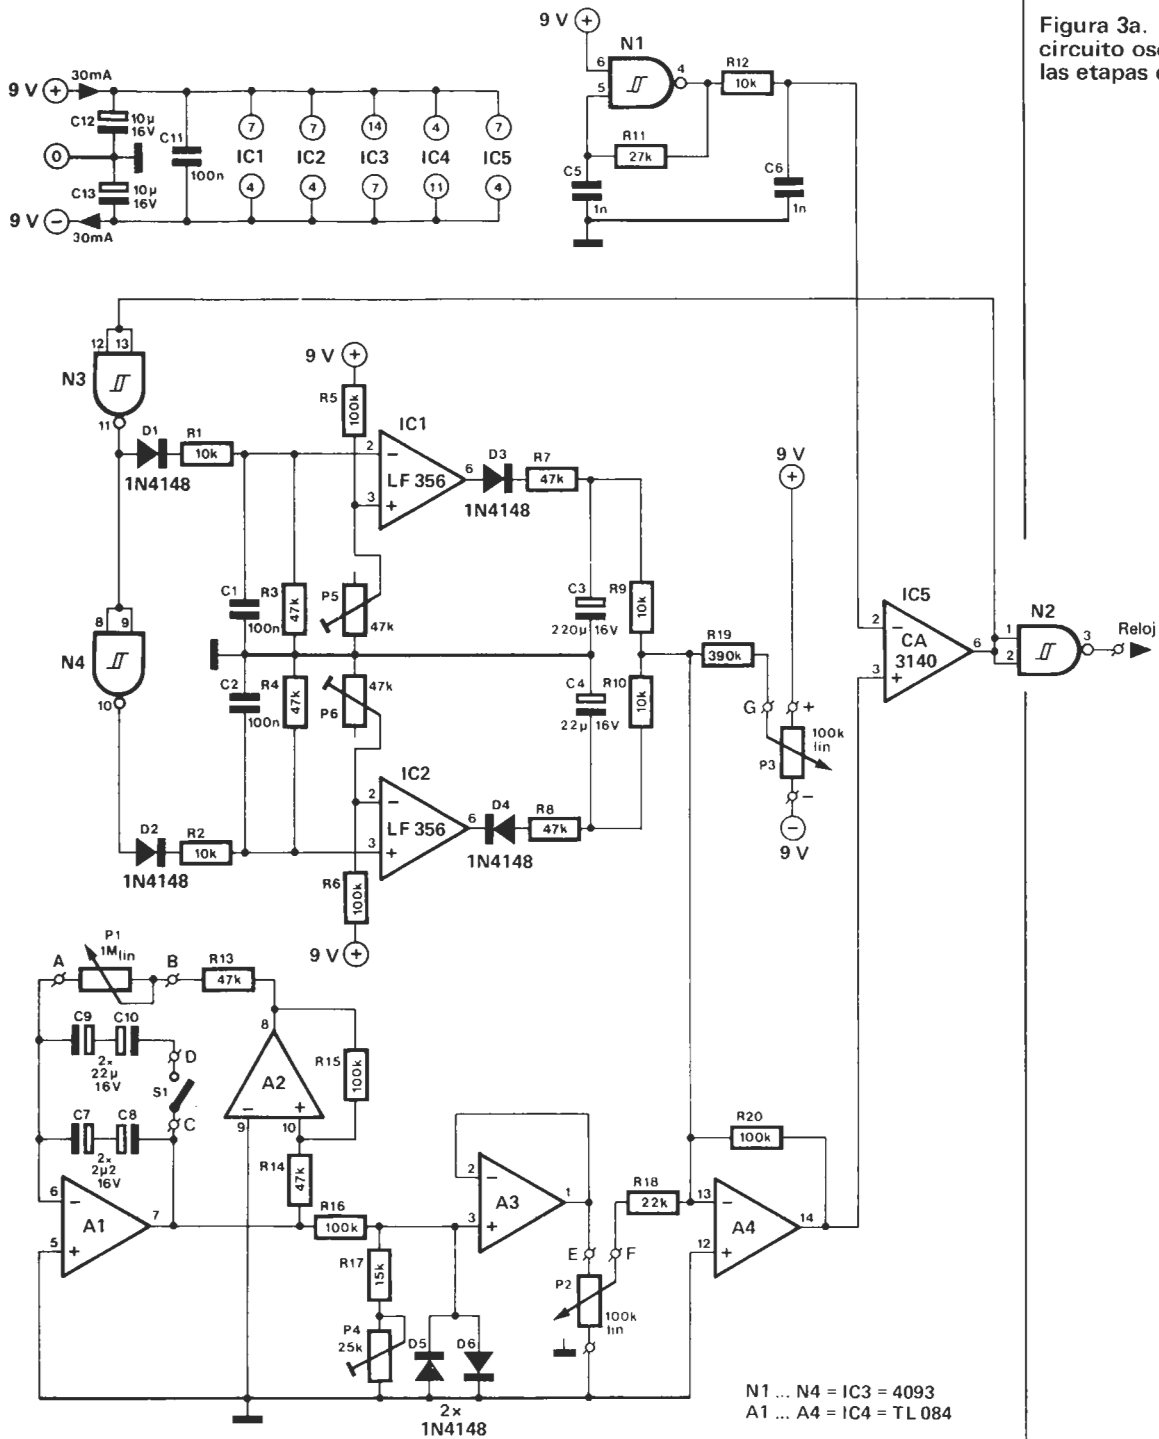 Figura 3a.
circuito
las etapas
9 V +
N1
6
5
4
R12
10k
R11
27k
C5
1n
C6
1n
9 V + 30mA
C12
10µ
16V
C11
100n
0
C13
10µ
16V
9 V − 30mA
7 7 14 4 7
IC1 IC2 IC3 IC4 IC5
4 4 7 11 4
12 13
N3
11
D1
1N4148
R1
10k
9 V +
R5
100k
IC1
2 −
3 +
LF 356
6
D3
1N4148
R7
47k
C1
100n
R3
47k
P5
47k
C3
220µ 16V
R9
10k
8 9
N4
10
C2
100n
R4
47k
P6
47k
C4
22µ 16V
R10
10k
D2
1N4148
R2
10k
IC2
2 −
3 +
LF 356
6
D4
1N4148
R8
47k
R6
100k
9 V +
R19
390k
9 V
+
G
+
P3
100k
lin
−
−
9 V
IC5
2 −
3 +
CA
3140
6
N2
1
2
3
Reloj
A
P1
1M lin
B
R13
47k
C9 C10
2x
22µ
16V
D
S1
C
C7 C8
2x
2µ2
16V
6 −
5 +
A1
7
8
A2
− +
9 10
R15
100k
R14
47k
R16
100k
R17
15k
P4
25k
D5 D6
2x
1N4148
2 −
3 +
A3
1
E F
P2
100k
lin
R18
22k
R20
100k
13 −
12 +
A4
14
N1 ... N4 = IC3 = 4093
A1 ... A4 = IC4 = TL 084